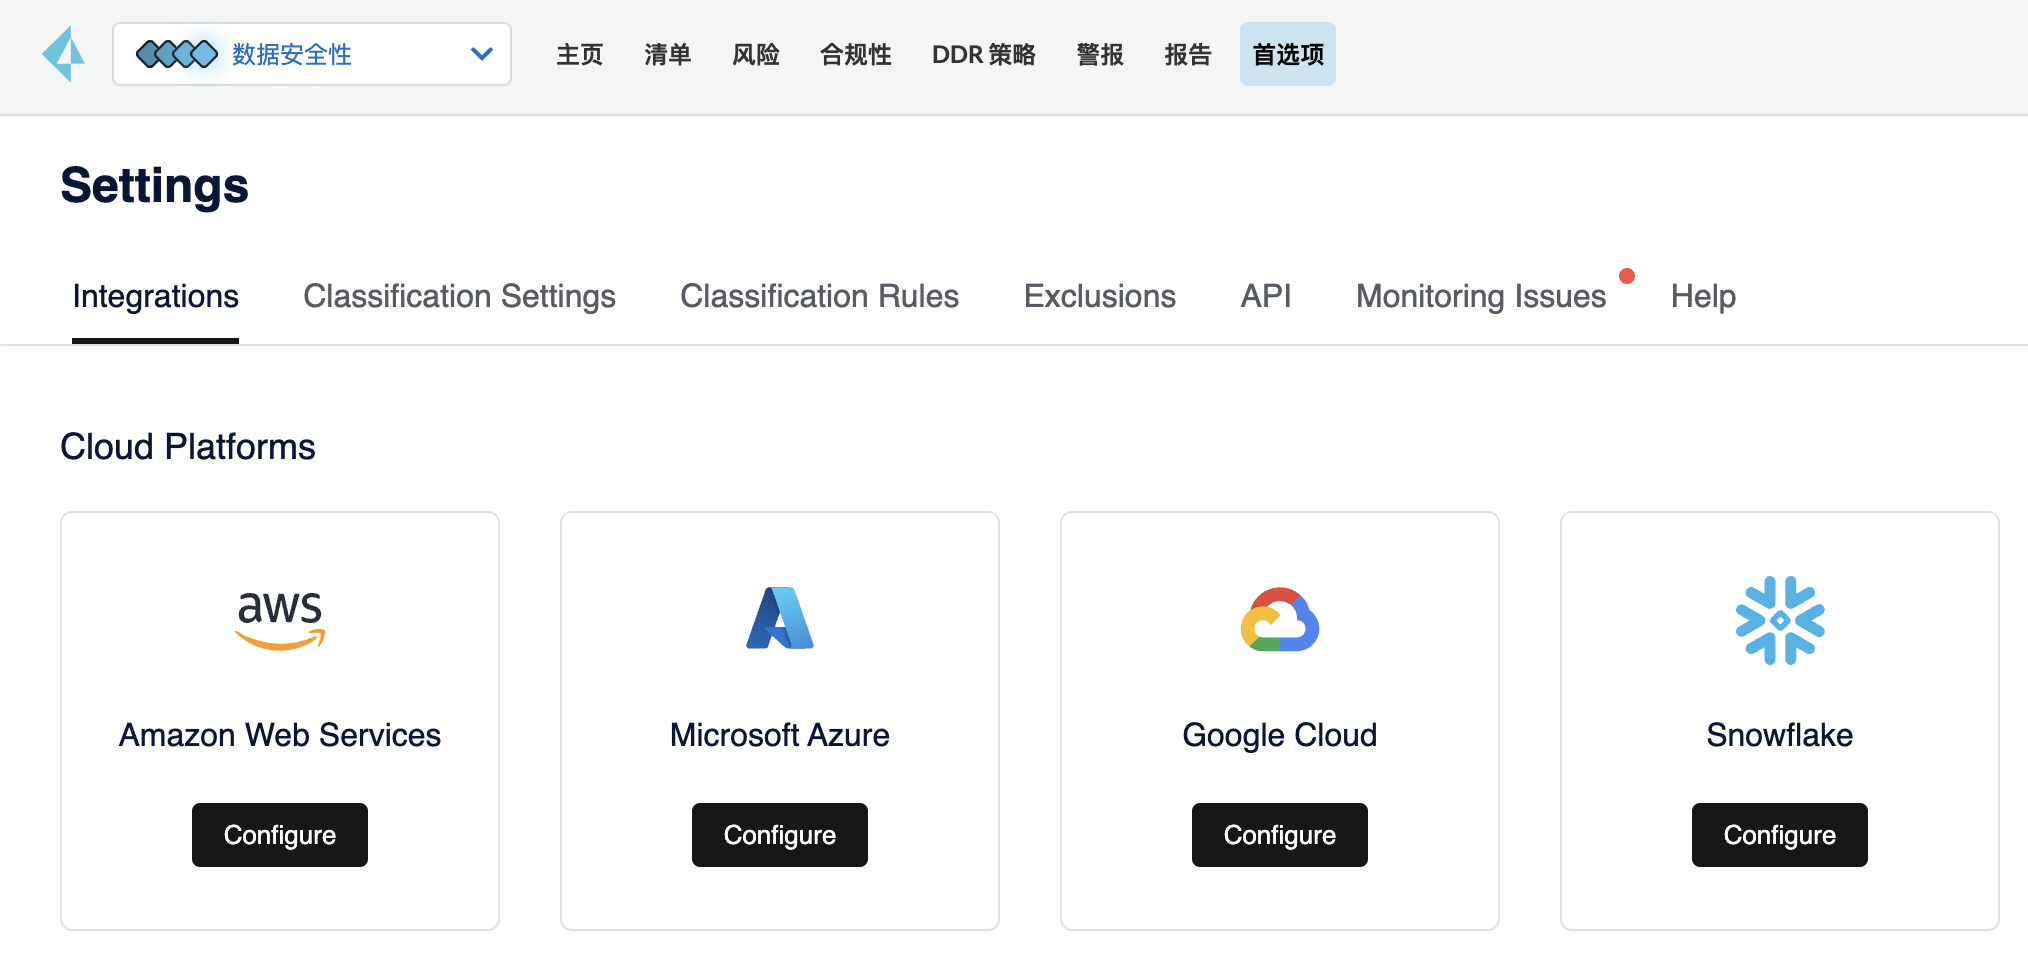 数据安全性 主页 清单 风险 合规性 DDR 策略 警报 报告 首选项
Settings
Integrations Classification Settings Classification Rules Exclusions API Monitoring Issues Help
Cloud Platforms
aws
Amazon Web Services Microsoft Azure Google Cloud Snowflake
Configure Configure Configure Configure